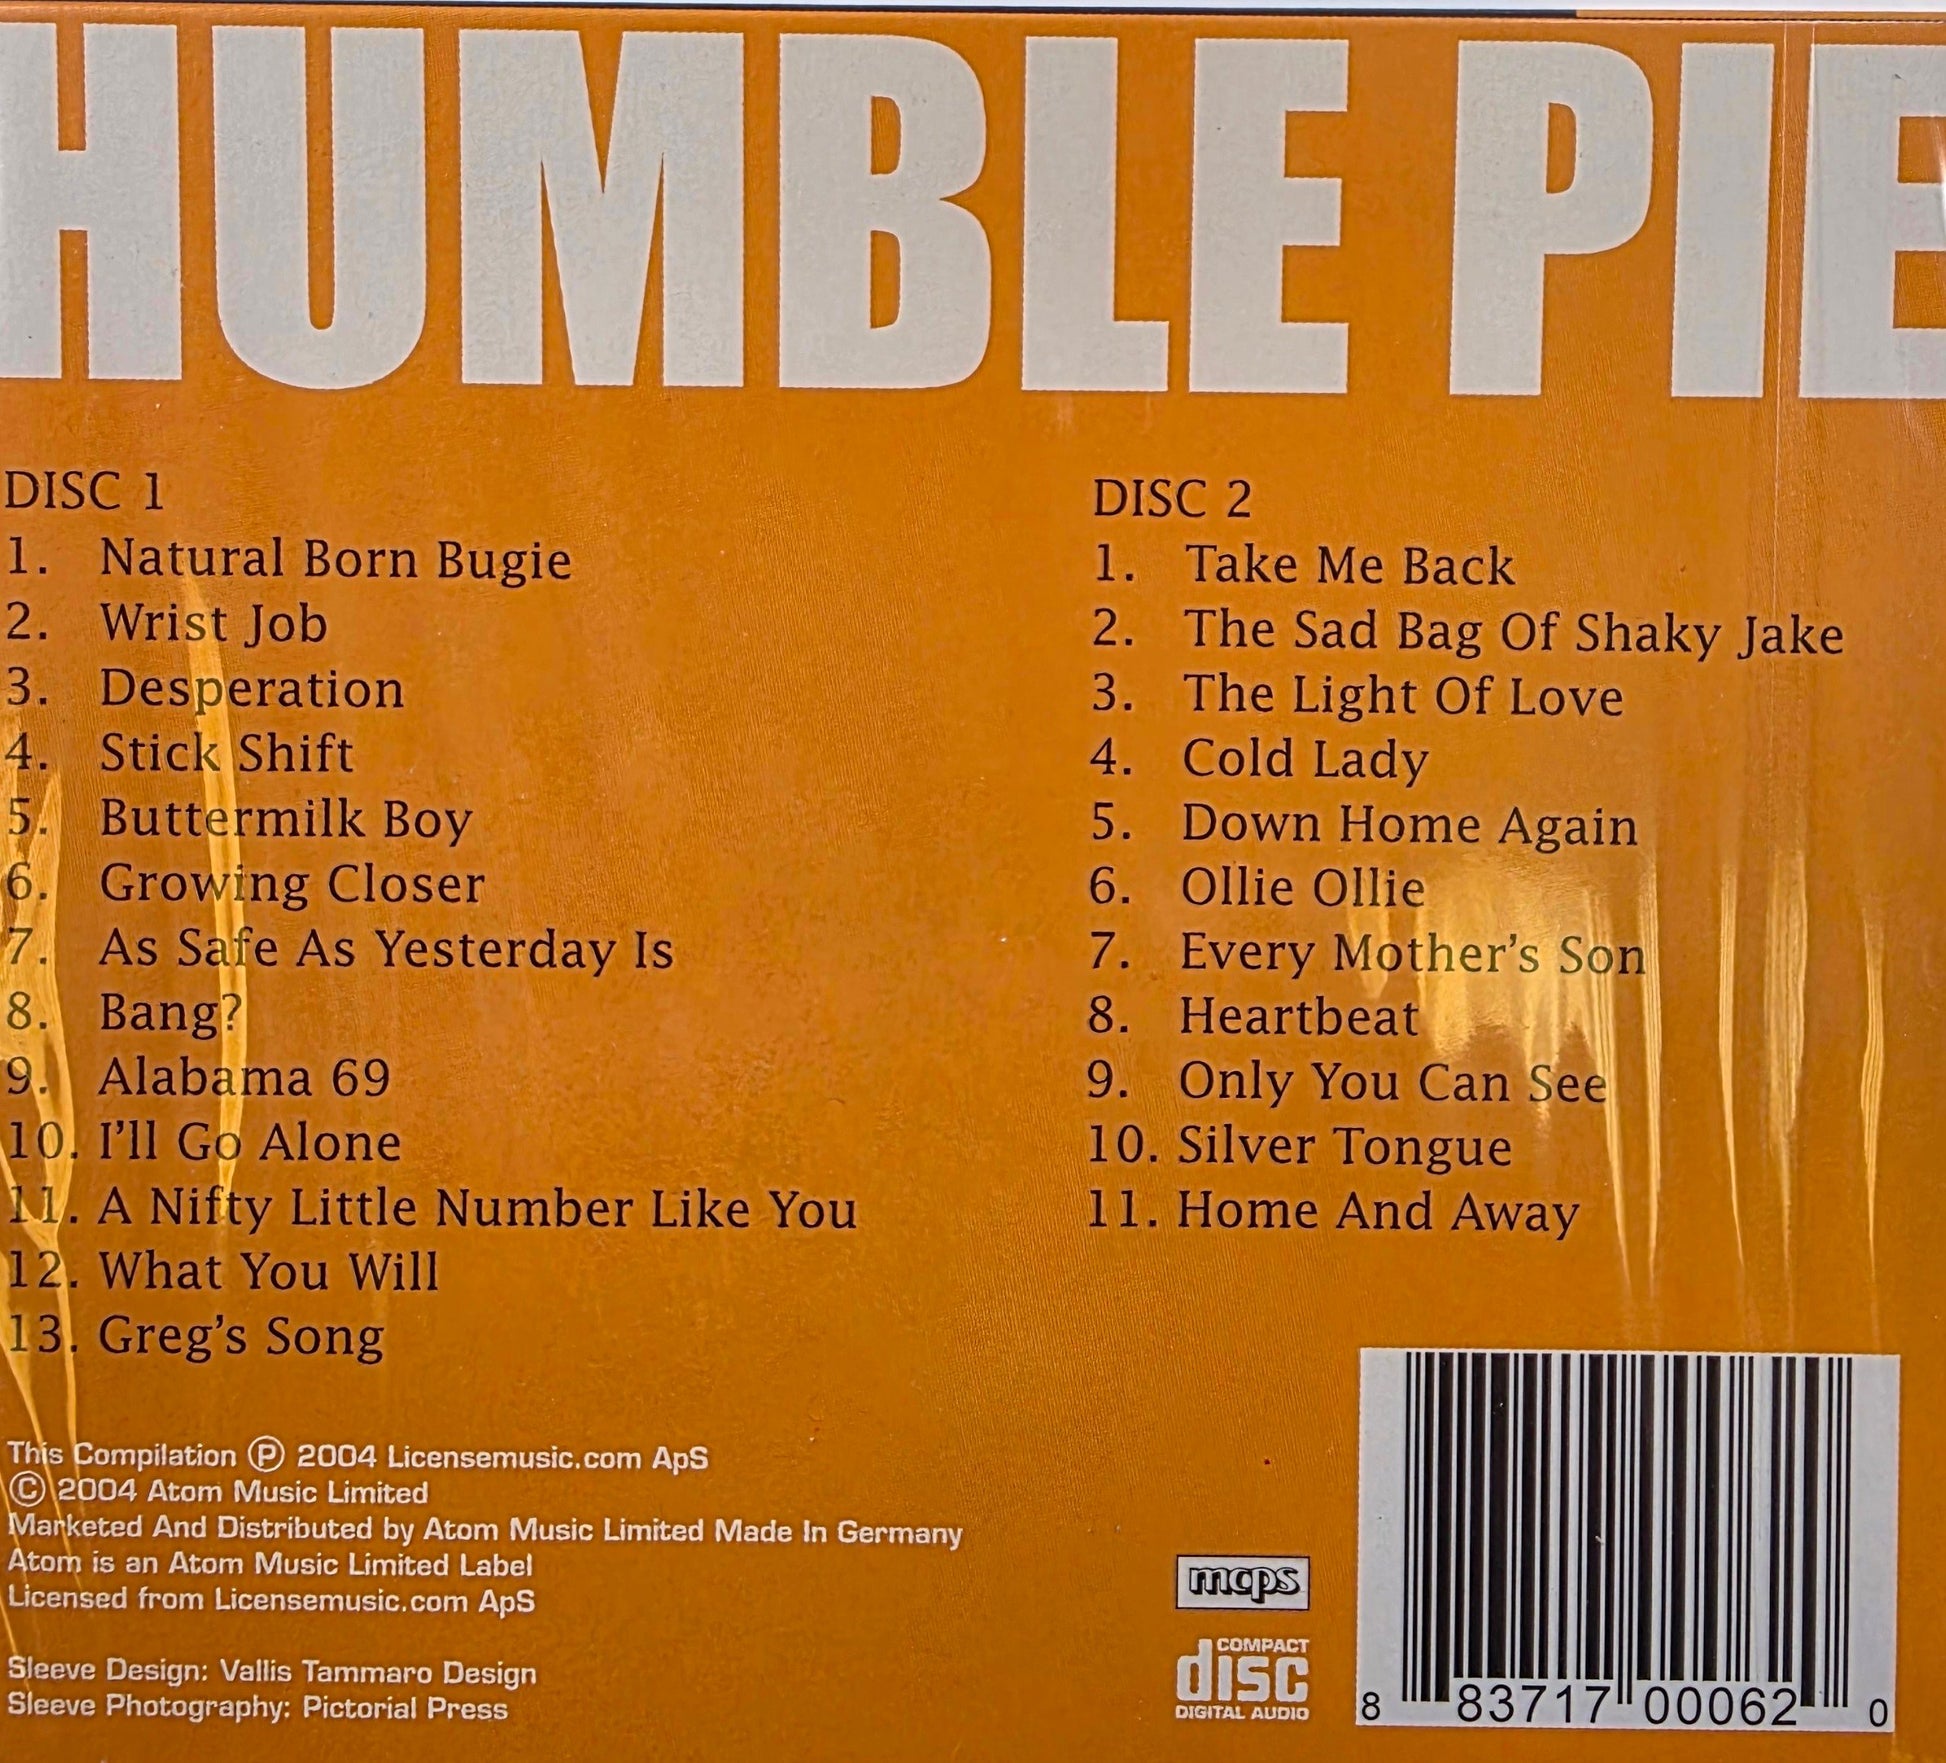 HUMBLE PIE
DISC 1
1. Natural Born Bugie
2. Wrist Job
3. Desperation
4. Stick Shift
5. Buttermilk Boy
6. Growing Closer
7. As Safe As Yesterday Is
8. Bang?
9. Alabama 69
10. I'll Go Alone
11. A Nifty Little Number Like You
12. What You Will
13. Greg's Song
DISC 2
1. Take Me Back
2. The Sad Bag Of Shaky Jake
3. The Light Of Love
4. Cold Lady
5. Down Home Again
6. Ollie Ollie
7. Every Mother's Son
8. Heartbeat
9. Only You Can See
10. Silver Tongue
11. Home And Away
This Compilation ℗ 2004 Licensemusic.com ApS
© 2004 Atom Music Limited
Marketed And Distributed by Atom Music Limited Made In Germany
Atom is an Atom Music Limited Label
Licensed from Licensemusic.com ApS
Sleeve Design: Vallis Tammaro Design
Sleeve Photography: Pictorial Press
mcps
COMPACT
disc
DIGITAL AUDIO
8 83717 00062 0